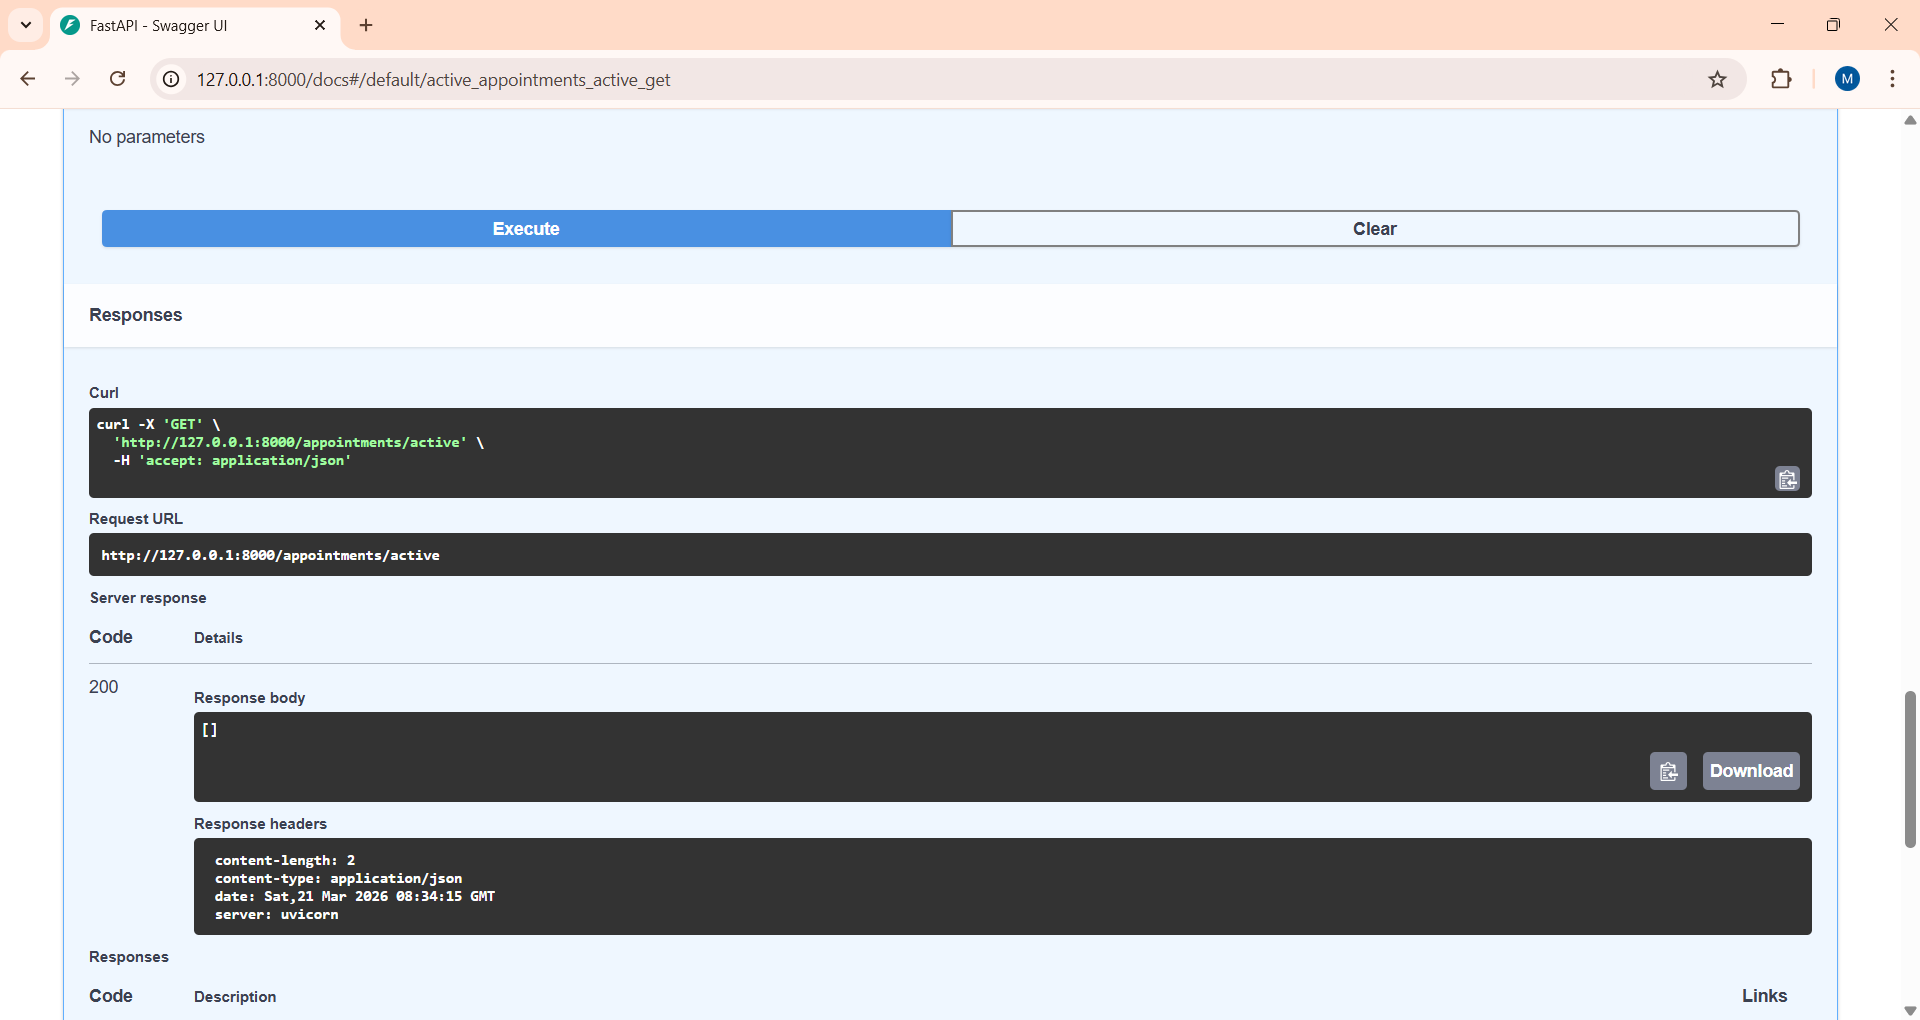 FastAPI - Swagger UI
127.0.0.1:8000/docs#/default/active_appointments_active_get
M
No parameters
Execute
Clear
Responses
Curl
curl -X 'GET' \
'http://127.0.0.1:8000/appointments/active' \
-H 'accept: application/json'
Request URL
http://127.0.0.1:8000/appointments/active
Server response
Code Details
200
Response body
[]
Download
Response headers
content-length: 2
content-type: application/json
date: Sat,21 Mar 2026 08:34:15 GMT
server: uvicorn
Responses
Code Description Links